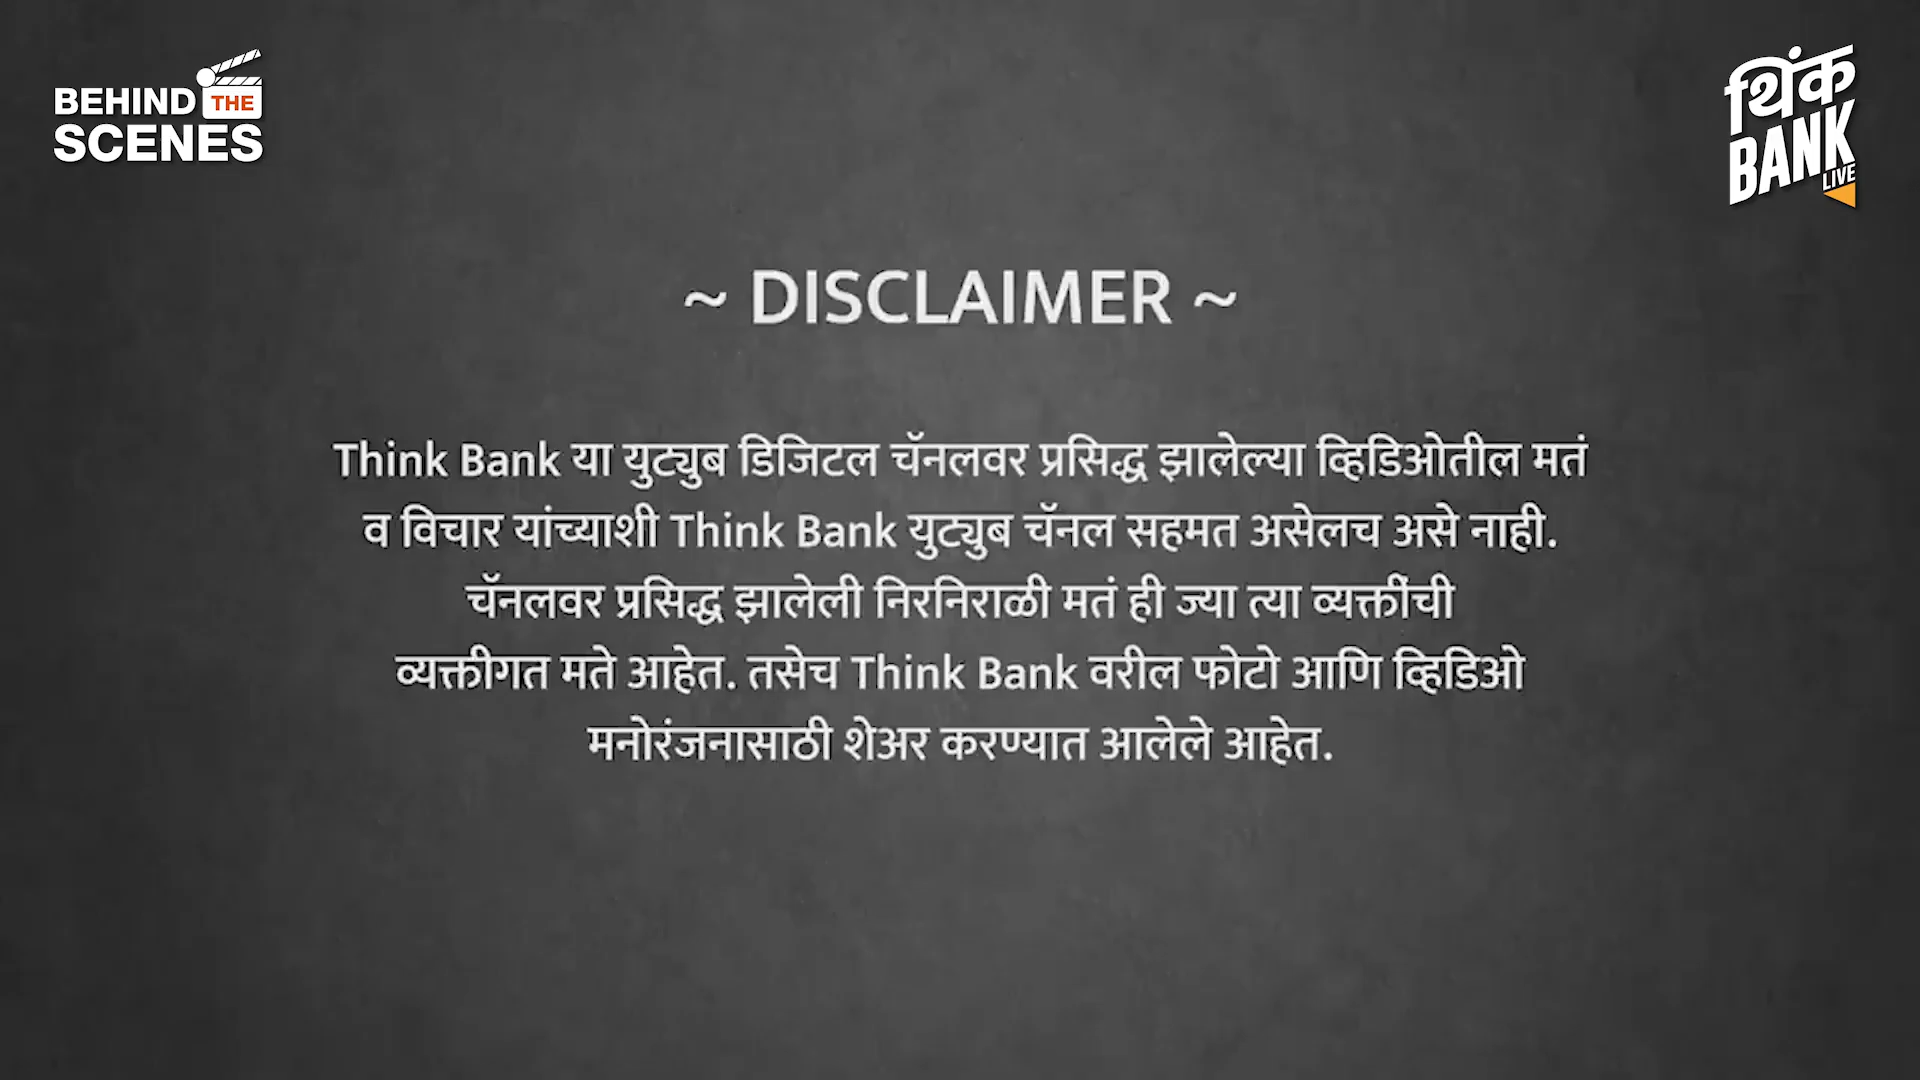 BEHIND THE
SCENES
थिंक
BANK
LIVE
~ DISCLAIMER ~
Think Bank या युट्युब डिजिटल चॅनलवर प्रसिद्ध झालेल्या व्हिडिओतील मतं
व विचार यांच्याशी Think Bank युट्युब चॅनल सहमत असेलच असे नाही.
चॅनलवर प्रसिद्ध झालेली निरनिराळी मतं ही ज्या त्या व्यक्तींची
व्यक्तीगत मते आहेत. तसेच Think Bank वरील फोटो आणि व्हिडिओ
मनोरंजनासाठी शेअर करण्यात आलेले आहेत.